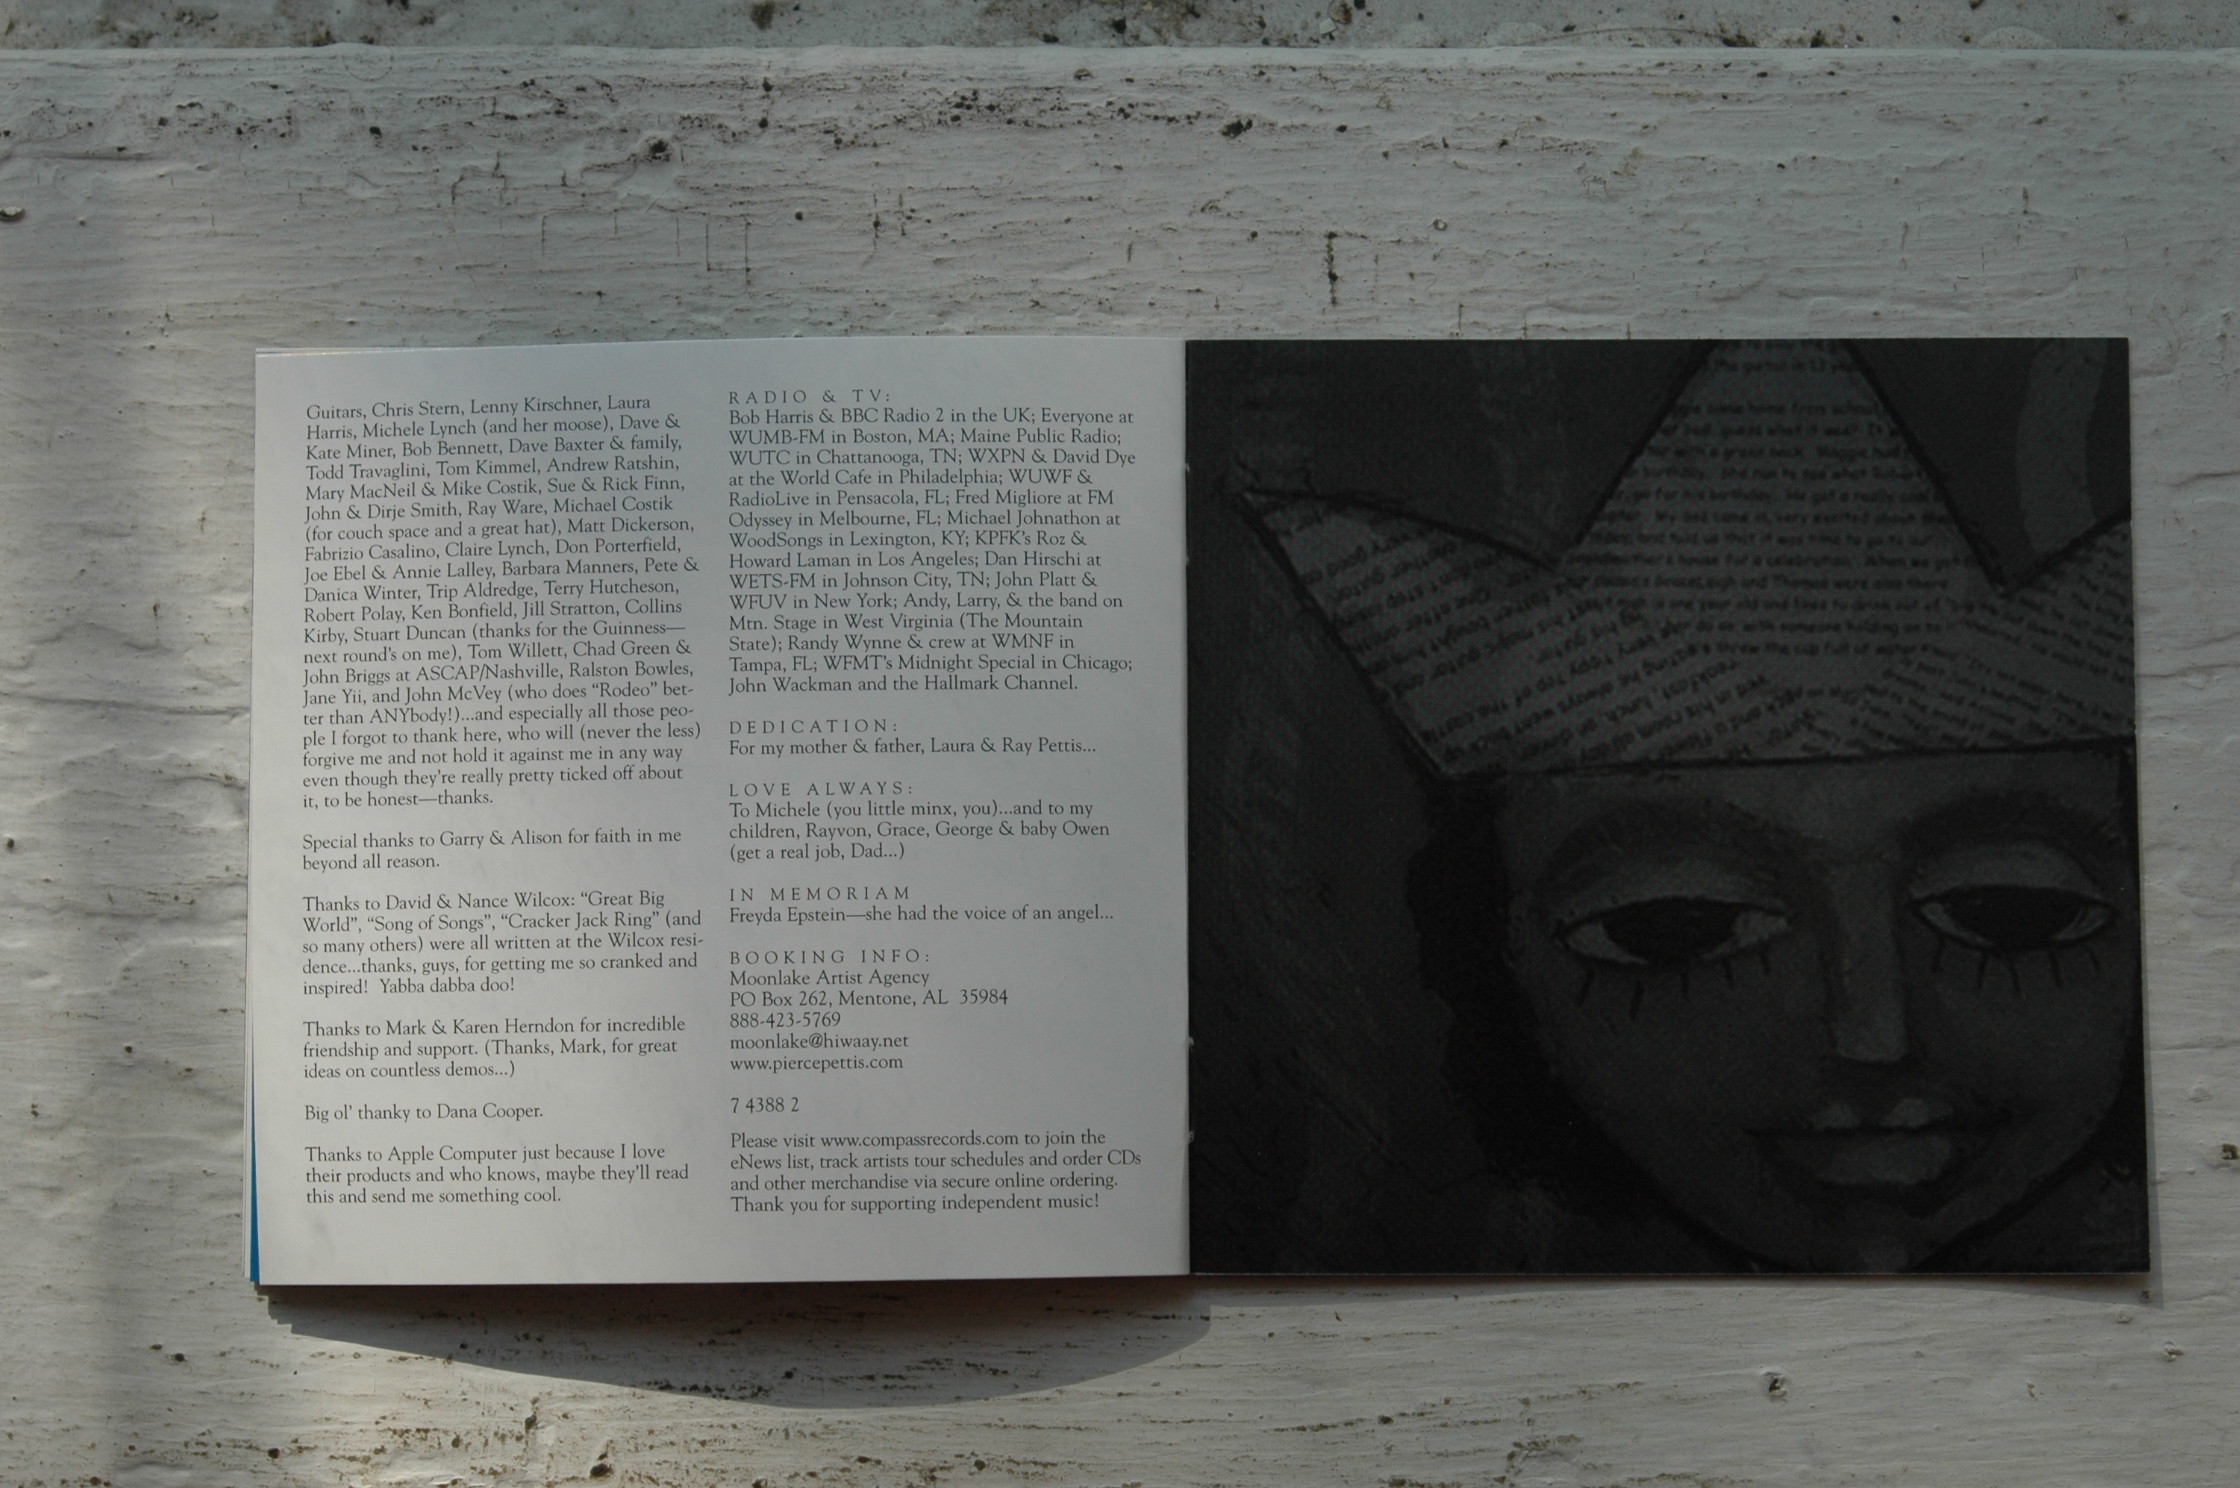 Guitars, Chris Stern, Lenny Kirschner, Laura
Harris, Michele Lynch (and her moose), Dave &
Kate Miner, Bob Bennett, Dave Baxter & family,
Todd Travaglini, Tom Kimmel, Andrew Ratshin,
Mary MacNeil & Mike Costik, Sue & Rick Finn,
John & Dirje Smith, Ray Ware, Michael Costik
(for couch space and a great hat), Matt Dickerson,
Fabrizio Casalino, Claire Lynch, Don Porterfield,
Joe Ebel & Annie Lalley, Barbara Manners, Pete &
Danica Winter, Trip Aldredge, Terry Hutcheson,
Robert Polay, Ken Bonfield, Jill Stratton, Collins
Kirby, Stuart Duncan (thanks for the Guinness—
next round's on me), Tom Willett, Chad Green &
John Briggs at ASCAP/Nashville, Ralston Bowles,
Jane Yii, and John McVey (who does “Rodeo” bet-
ter than ANYbody!)...and especially all those peo-
ple I forgot to thank here, who will (never the less)
forgive me and not hold it against me in any way
even though they're really pretty ticked off about
it, to be honest—thanks.
Special thanks to Garry & Alison for faith in me
beyond all reason.
Thanks to David & Nance Wilcox: “Great Big
World”, “Song of Songs”, “Cracker Jack Ring” (and
so many others) were all written at the Wilcox resi-
dence...thanks, guys, for getting me so cranked and
inspired! Yabba dabba doo!
Thanks to Mark & Karen Herndon for incredible
friendship and support. (Thanks, Mark, for great
ideas on countless demos...)
Big ol' thanky to Dana Cooper.
Thanks to Apple Computer just because I love
their products and who knows, maybe they'll read
this and send me something cool.
RADIO & TV:
Bob Harris & BBC Radio 2 in the UK; Everyone at
WUMB-FM in Boston, MA; Maine Public Radio;
WUTC in Chattanooga, TN; WXPN & David Dye
at the World Cafe in Philadelphia; WUWF &
RadioLive in Pensacola, FL; Fred Migliore at FM
Odyssey in Melbourne, FL; Michael Johnathon at
WoodSongs in Lexington, KY; KPFK's Roz &
Howard Laman in Los Angeles; Dan Hirschi at
WETS-FM in Johnson City, TN; John Platt &
WFUV in New York; Andy, Larry, & the band on
Mtn. Stage in West Virginia (The Mountain
State); Randy Wynne & crew at WMNF in
Tampa, FL; WFMT's Midnight Special in Chicago;
John Wackman and the Hallmark Channel.
DEDICATION:
For my mother & father, Laura & Ray Pettis...
LOVE ALWAYS:
To Michele (you little minx, you)...and to my
children, Rayvon, Grace, George & baby Owen
(get a real job, Dad...)
IN MEMORIAM
Freyda Epstein—she had the voice of an angel...
BOOKING INFO:
Moonlake Artist Agency
PO Box 262, Mentone, AL 35984
888-423-5769
moonlake@hiwaay.net
www.piercepettis.com
7 4388 2
Please visit www.compassrecords.com to join the
eNews list, track artists tour schedules and order CDs
and other merchandise via secure online ordering.
Thank you for supporting independent music!